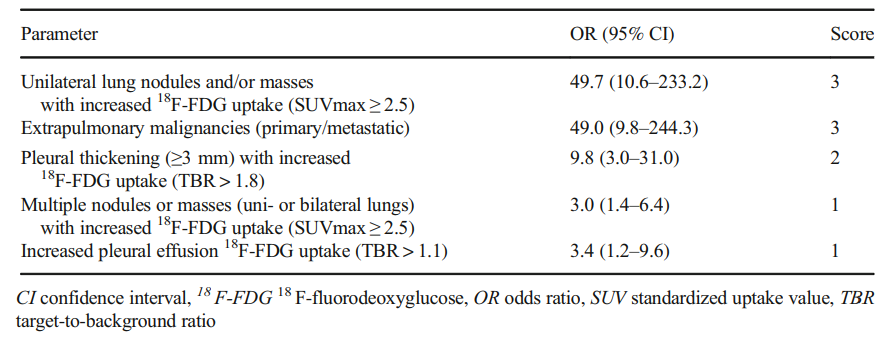 Parameter OR (95% CI) Score
Unilateral lung nodules and/or masses 49.7 (10.6–233.2) 3
with increased ¹⁸F-FDG uptake (SUVmax ≥ 2.5)
Extrapulmonary malignancies (primary/metastatic) 49.0 (9.8–244.3) 3
Pleural thickening (≥3 mm) with increased 9.8 (3.0–31.0) 2
¹⁸F-FDG uptake (TBR > 1.8)
Multiple nodules or masses (uni- or bilateral lungs) 3.0 (1.4–6.4) 1
with increased ¹⁸F-FDG uptake (SUVmax ≥ 2.5)
Increased pleural effusion ¹⁸F-FDG uptake (TBR > 1.1) 3.4 (1.2–9.6) 1
CI confidence interval, ¹⁸F-FDG ¹⁸F-fluorodeoxyglucose, OR odds ratio, SUV standardized uptake value, TBR
target-to-background ratio